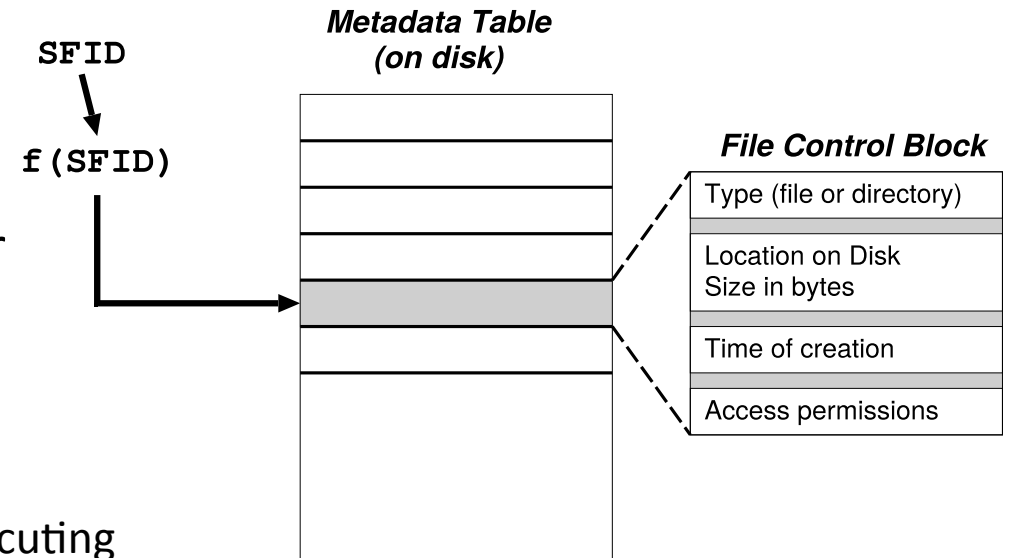 Metadata Table
(on disk)
SFID
f(SFID)
File Control Block
Type (file or directory)
Location on Disk
Size in bytes
Time of creation
Access permissions
cuting